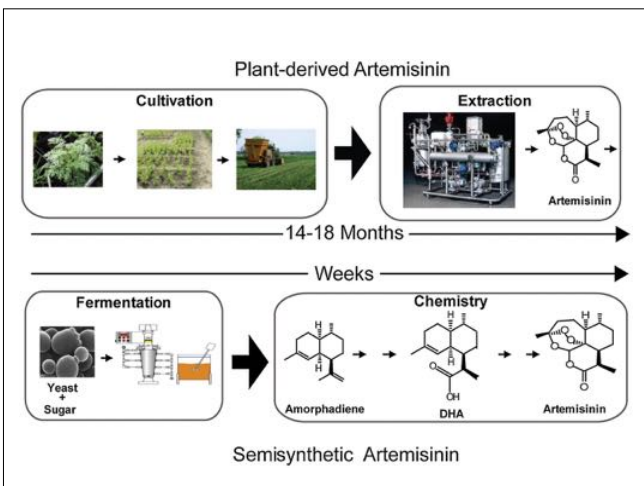 Plant-derived Artemisinin
Cultivation
Extraction
H
O
O
O
H
O
O
Artemisinin
14-18 Months
Weeks
Fermentation
Chemistry
Yeast
+
Sugar
H
H
Amorphadiene
H
H
O
OH
DHA
H
O
O
O
H
O
O
Artemisinin
Semisynthetic Artemisinin